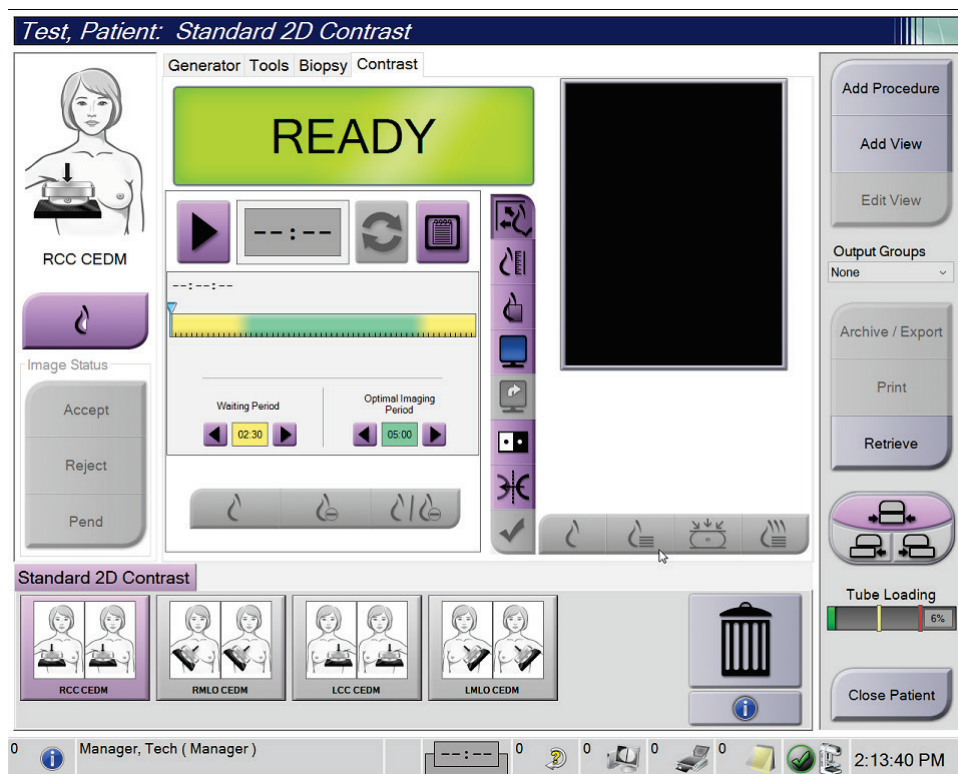 Test, Patient: Standard 2D Contrast
Generator Tools Biopsy Contrast
READY
--:--
--:--:--
Waiting Period
02:30
Optimal Imaging
Period
05:00
RCC CEDM
Image Status
Accept
Reject
Pend
Add Procedure
Add View
Edit View
Output Groups
None
Archive / Export
Print
Retrieve
Tube Loading
6%
Close Patient
Standard 2D Contrast
RCC CEDM
RMLO CEDM
LCC CEDM
LMLO CEDM
0 Manager, Tech ( Manager ) --:-- 0 0 0 0 2:13:40 PM